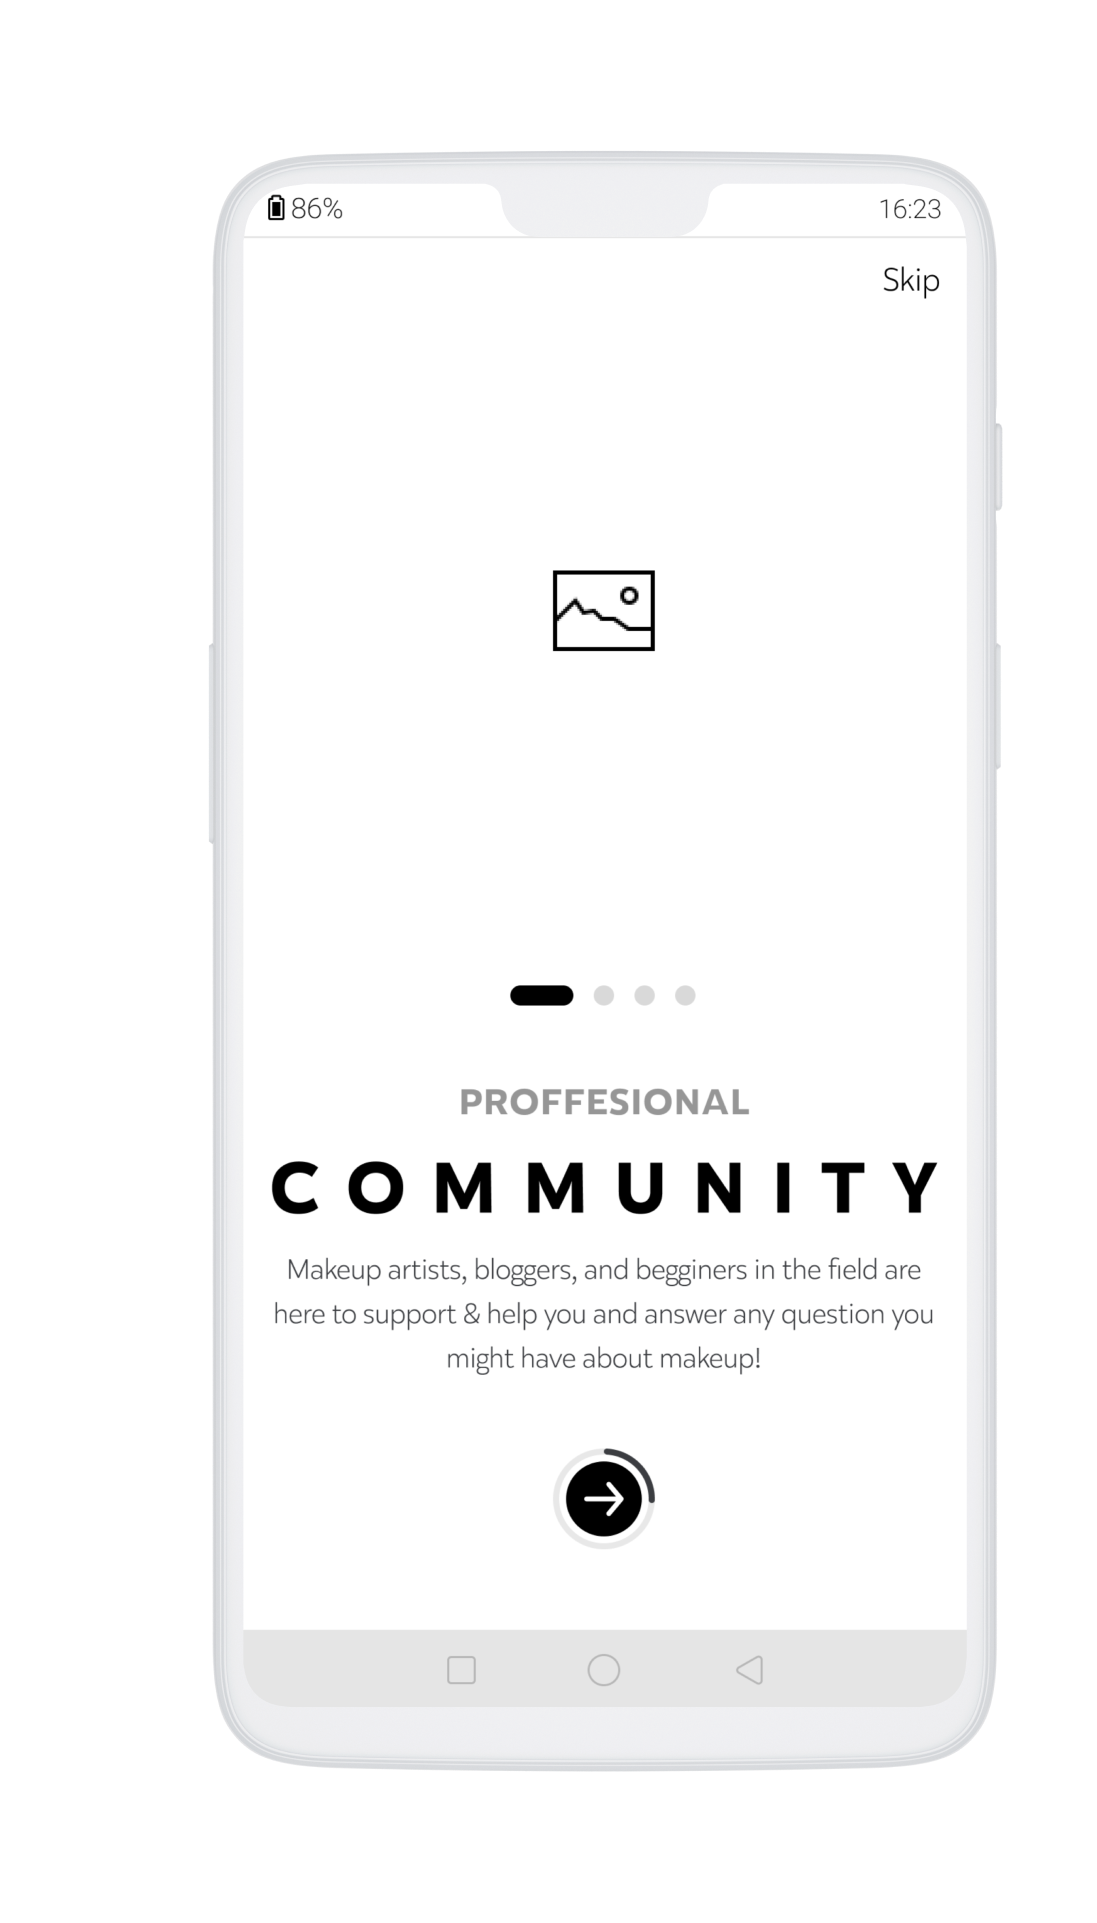 86%
16:23
Skip
PROFFESIONAL
COMMUNITY
Makeup artists, bloggers, and begginers in the field are
here to support & help you and answer any question you
might have about makeup!